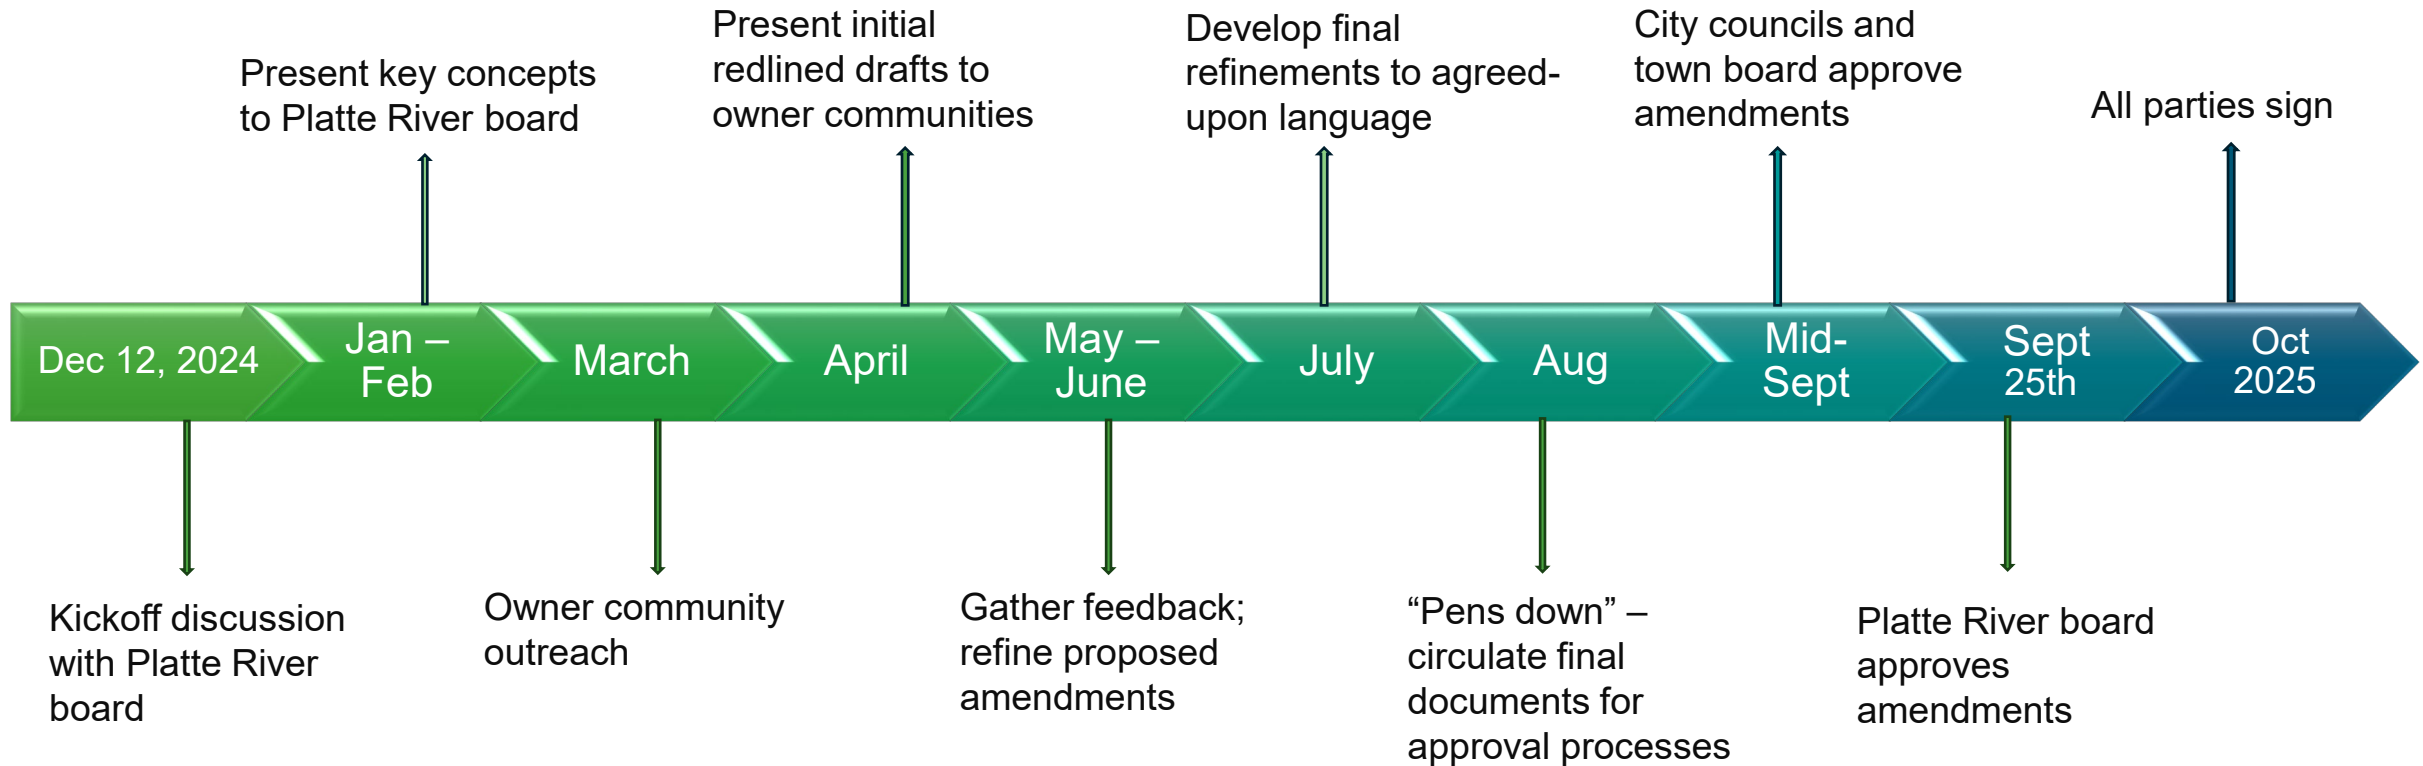 Present key concepts
to Platte River board
Present initial
redlined drafts to
owner communities
Develop final
refinements to agreed-
upon language
City councils and
town board approve
amendments
All parties sign
Dec 12, 2024
Jan –
Feb
March
April
May –
June
July
Aug
Mid-
Sept
Sept
25th
Oct
2025
Kickoff discussion
with Platte River
board
Owner community
outreach
Gather feedback;
refine proposed
amendments
“Pens down” –
circulate final
documents for
approval processes
Platte River board
approves
amendments